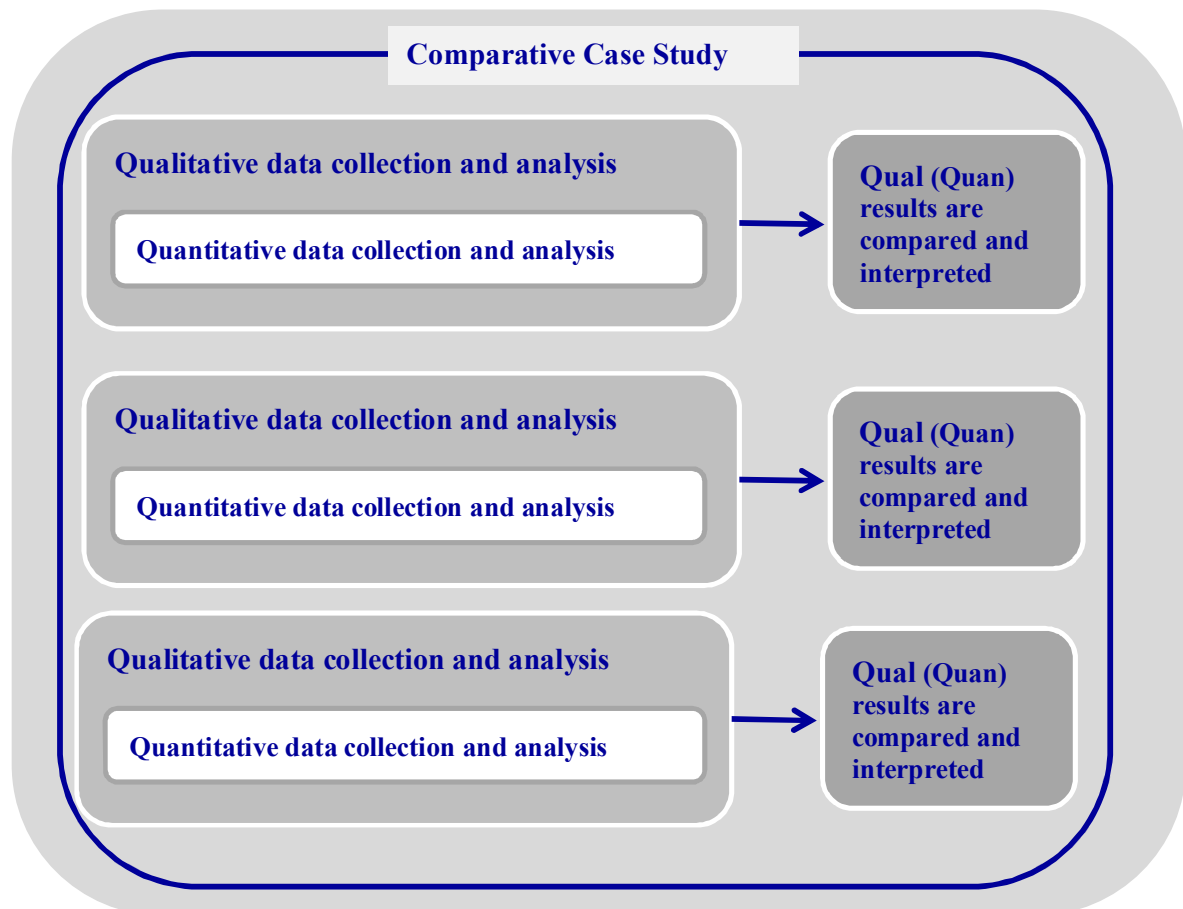 Comparative Case Study
Qualitative data collection and analysis
Quantitative data collection and analysis
Qual (Quan)
results are
compared and
interpreted
Qualitative data collection and analysis
Quantitative data collection and analysis
Qual (Quan)
results are
compared and
interpreted
Qualitative data collection and analysis
Quantitative data collection and analysis
Qual (Quan)
results are
compared and
interpreted